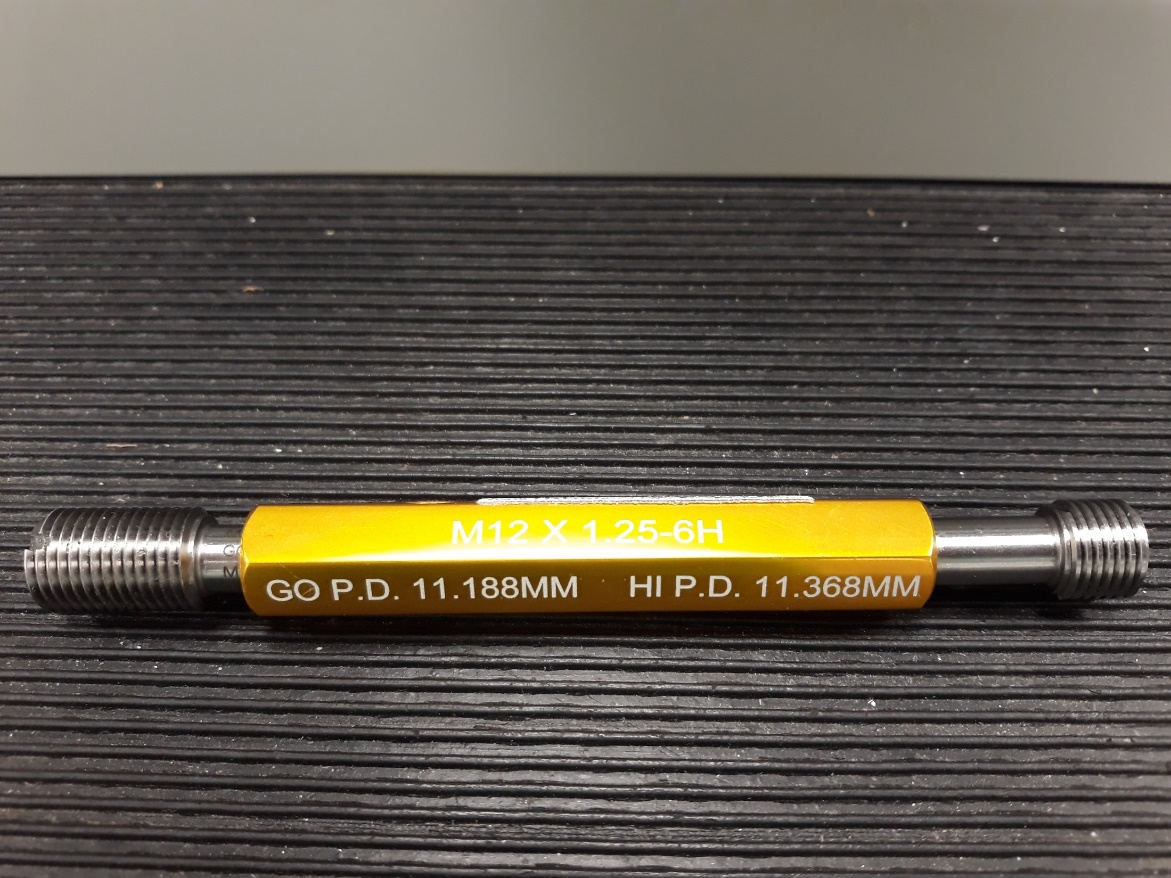 M12 X 1.25-6H
GO P.D. 11.188MM HI P.D. 11.368MM